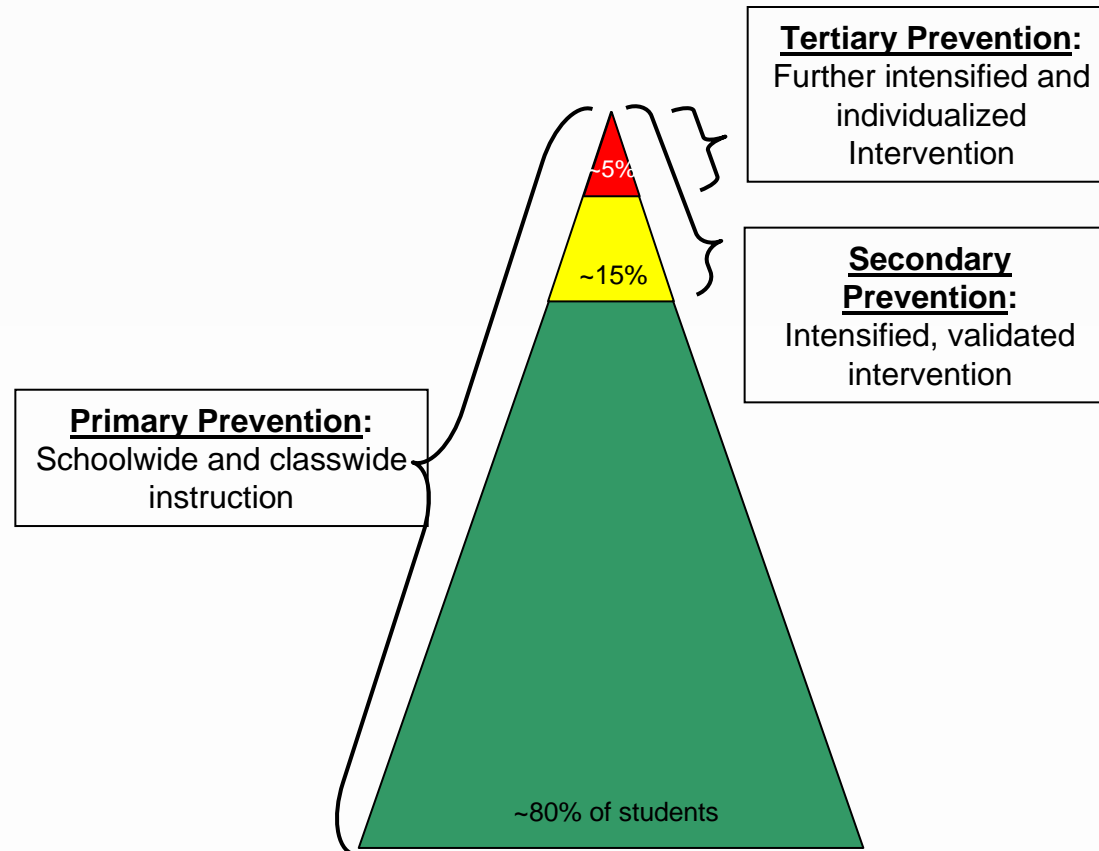 Tertiary Prevention:
Further intensified and
individualized
Intervention
~5%
~15%
Secondary
Prevention:
Intensified, validated
intervention
Primary Prevention:
Schoolwide and classwide
instruction
~80% of students